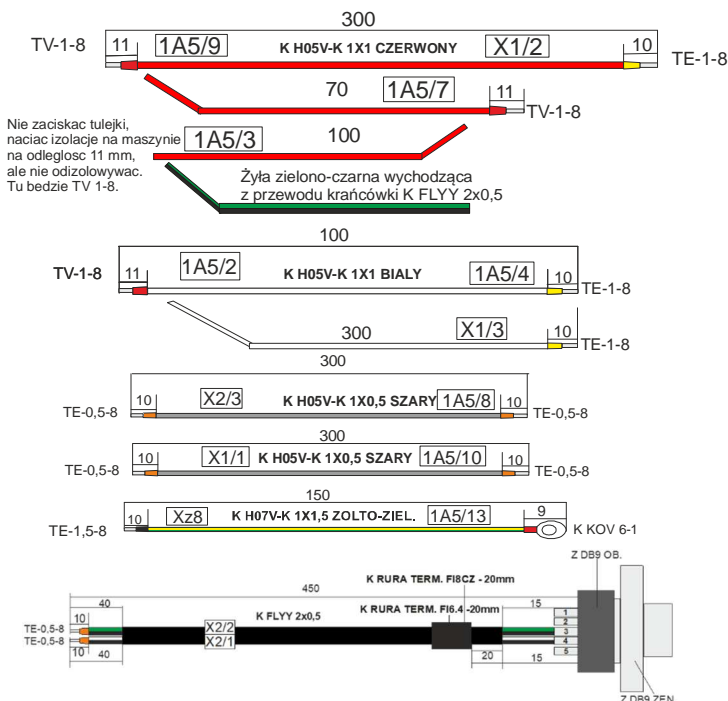 300
TV-1-8 11 1A5/9 K H05V-K 1X1 CZERWONY X1/2 10 TE-1-8
70 1A5/7 11 TV-1-8
Nie zaciskac tulejki,
naciac izolacje na maszynie
na odleglosc 11 mm,
ale nie odizolowywac.
Tu bedzie TV 1-8.
1A5/3 100
Żyła zielono-czarna wychodząca
z przewodu krańcówki K FLYY 2x0,5
100
TV-1-8 11 1A5/2 K H05V-K 1X1 BIALY 1A5/4 10 TE-1-8
300 X1/3 10 TE-1-8
300
TE-0,5-8 10 X2/3 K H05V-K 1X0,5 SZARY 1A5/8 10 TE-0,5-8
300
TE-0,5-8 10 X1/1 K H05V-K 1X0,5 SZARY 1A5/10 10 TE-0,5-8
150
TE-1,5-8 10 Xz8 K H07V-K 1X1,5 ZOLTO-ZIEL. 1A5/13 9 K KOV 6-1
Z DB9 OB.
K RURA TERM. FI8CZ - 20mm
450
40 K FLYY 2x0,5 K RURA TERM. FI6.4 -20mm 15
10
TE-0,5-8 X2/2
TE-0,5-8 X2/1
1
2
3
4
5
10 40 20 15
Z DB9 ZEN.